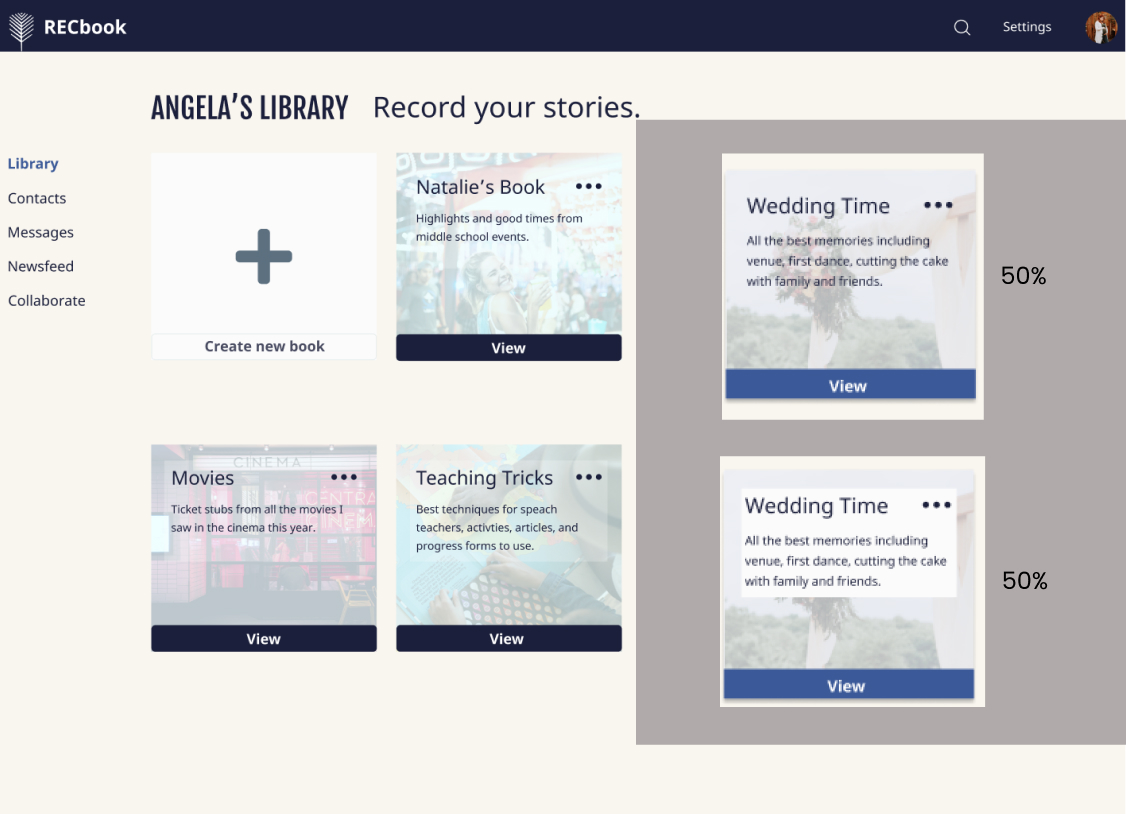 RECbook
Settings
ANGELA’S LIBRARY Record your stories.
Library
Contacts
Messages
Newsfeed
Collaborate
Create new book
Natalie’s Book
Highlights and good times from
middle school events.
View
Wedding Time
All the best memories including
venue, first dance, cutting the cake
with family and friends.
View
50%
CINEMA
Movies
Ticket stubs from all the movies I
saw in the cinema this year.
CENTRA
CINEM
View
Teaching Tricks
Best techniques for speach
teachers, activties, articles, and
progress forms to use.
View
Wedding Time
All the best memories including
venue, first dance, cutting the cake
with family and friends.
View
50%